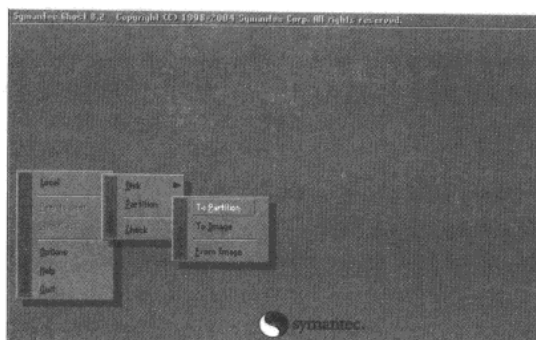 Symantec Ghost 8.2 Copyright (C) 1998-2004 Symantec Corp. All rights reserved.
Local
Options
Help
Quit
Disk
Partition
Check
To Partition
To Image
From Image
symantec.